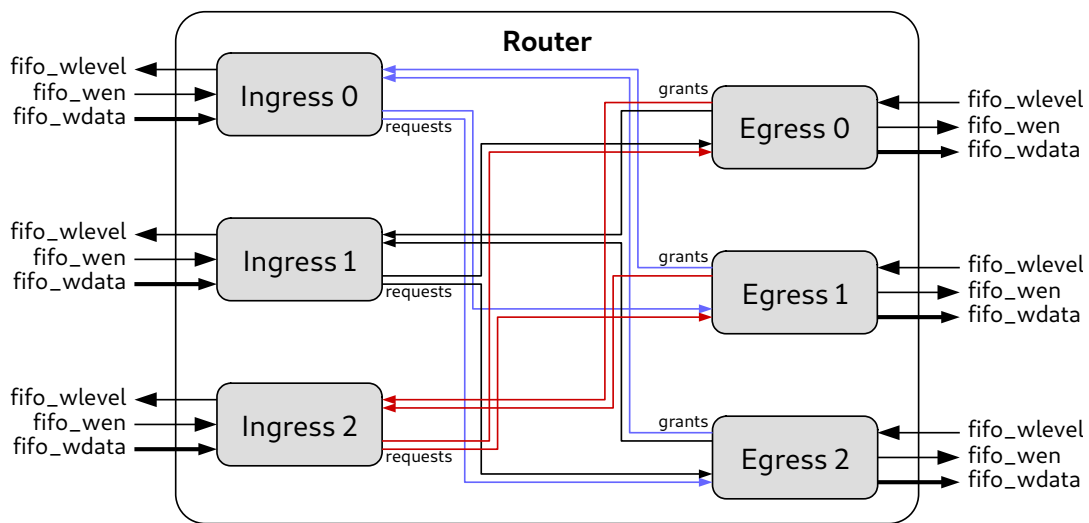 Router
fifo_wlevel
fifo_wen
fifo_wdata
Ingress 0
requests
grants
Egress 0
fifo_wlevel
fifo_wen
fifo_wdata
fifo_wlevel
fifo_wen
fifo_wdata
Ingress 1
requests
grants
Egress 1
fifo_wlevel
fifo_wen
fifo_wdata
fifo_wlevel
fifo_wen
fifo_wdata
Ingress 2
requests
grants
Egress 2
fifo_wlevel
fifo_wen
fifo_wdata